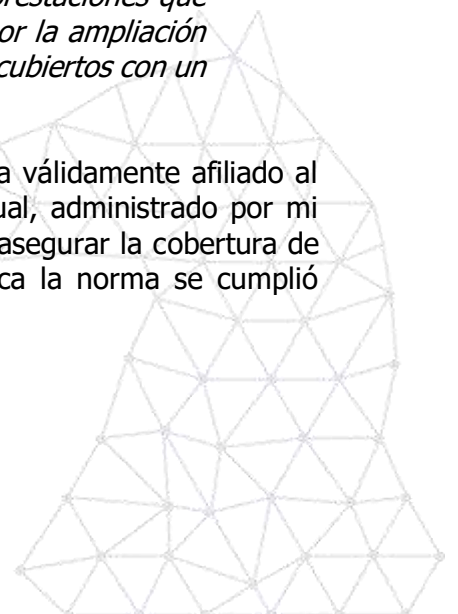 prestaciones que
or la ampliación
cubiertos con un
a válidamente afiliado al
ual, administrado por mi
asegurar la cobertura de
ca la norma se cumplió